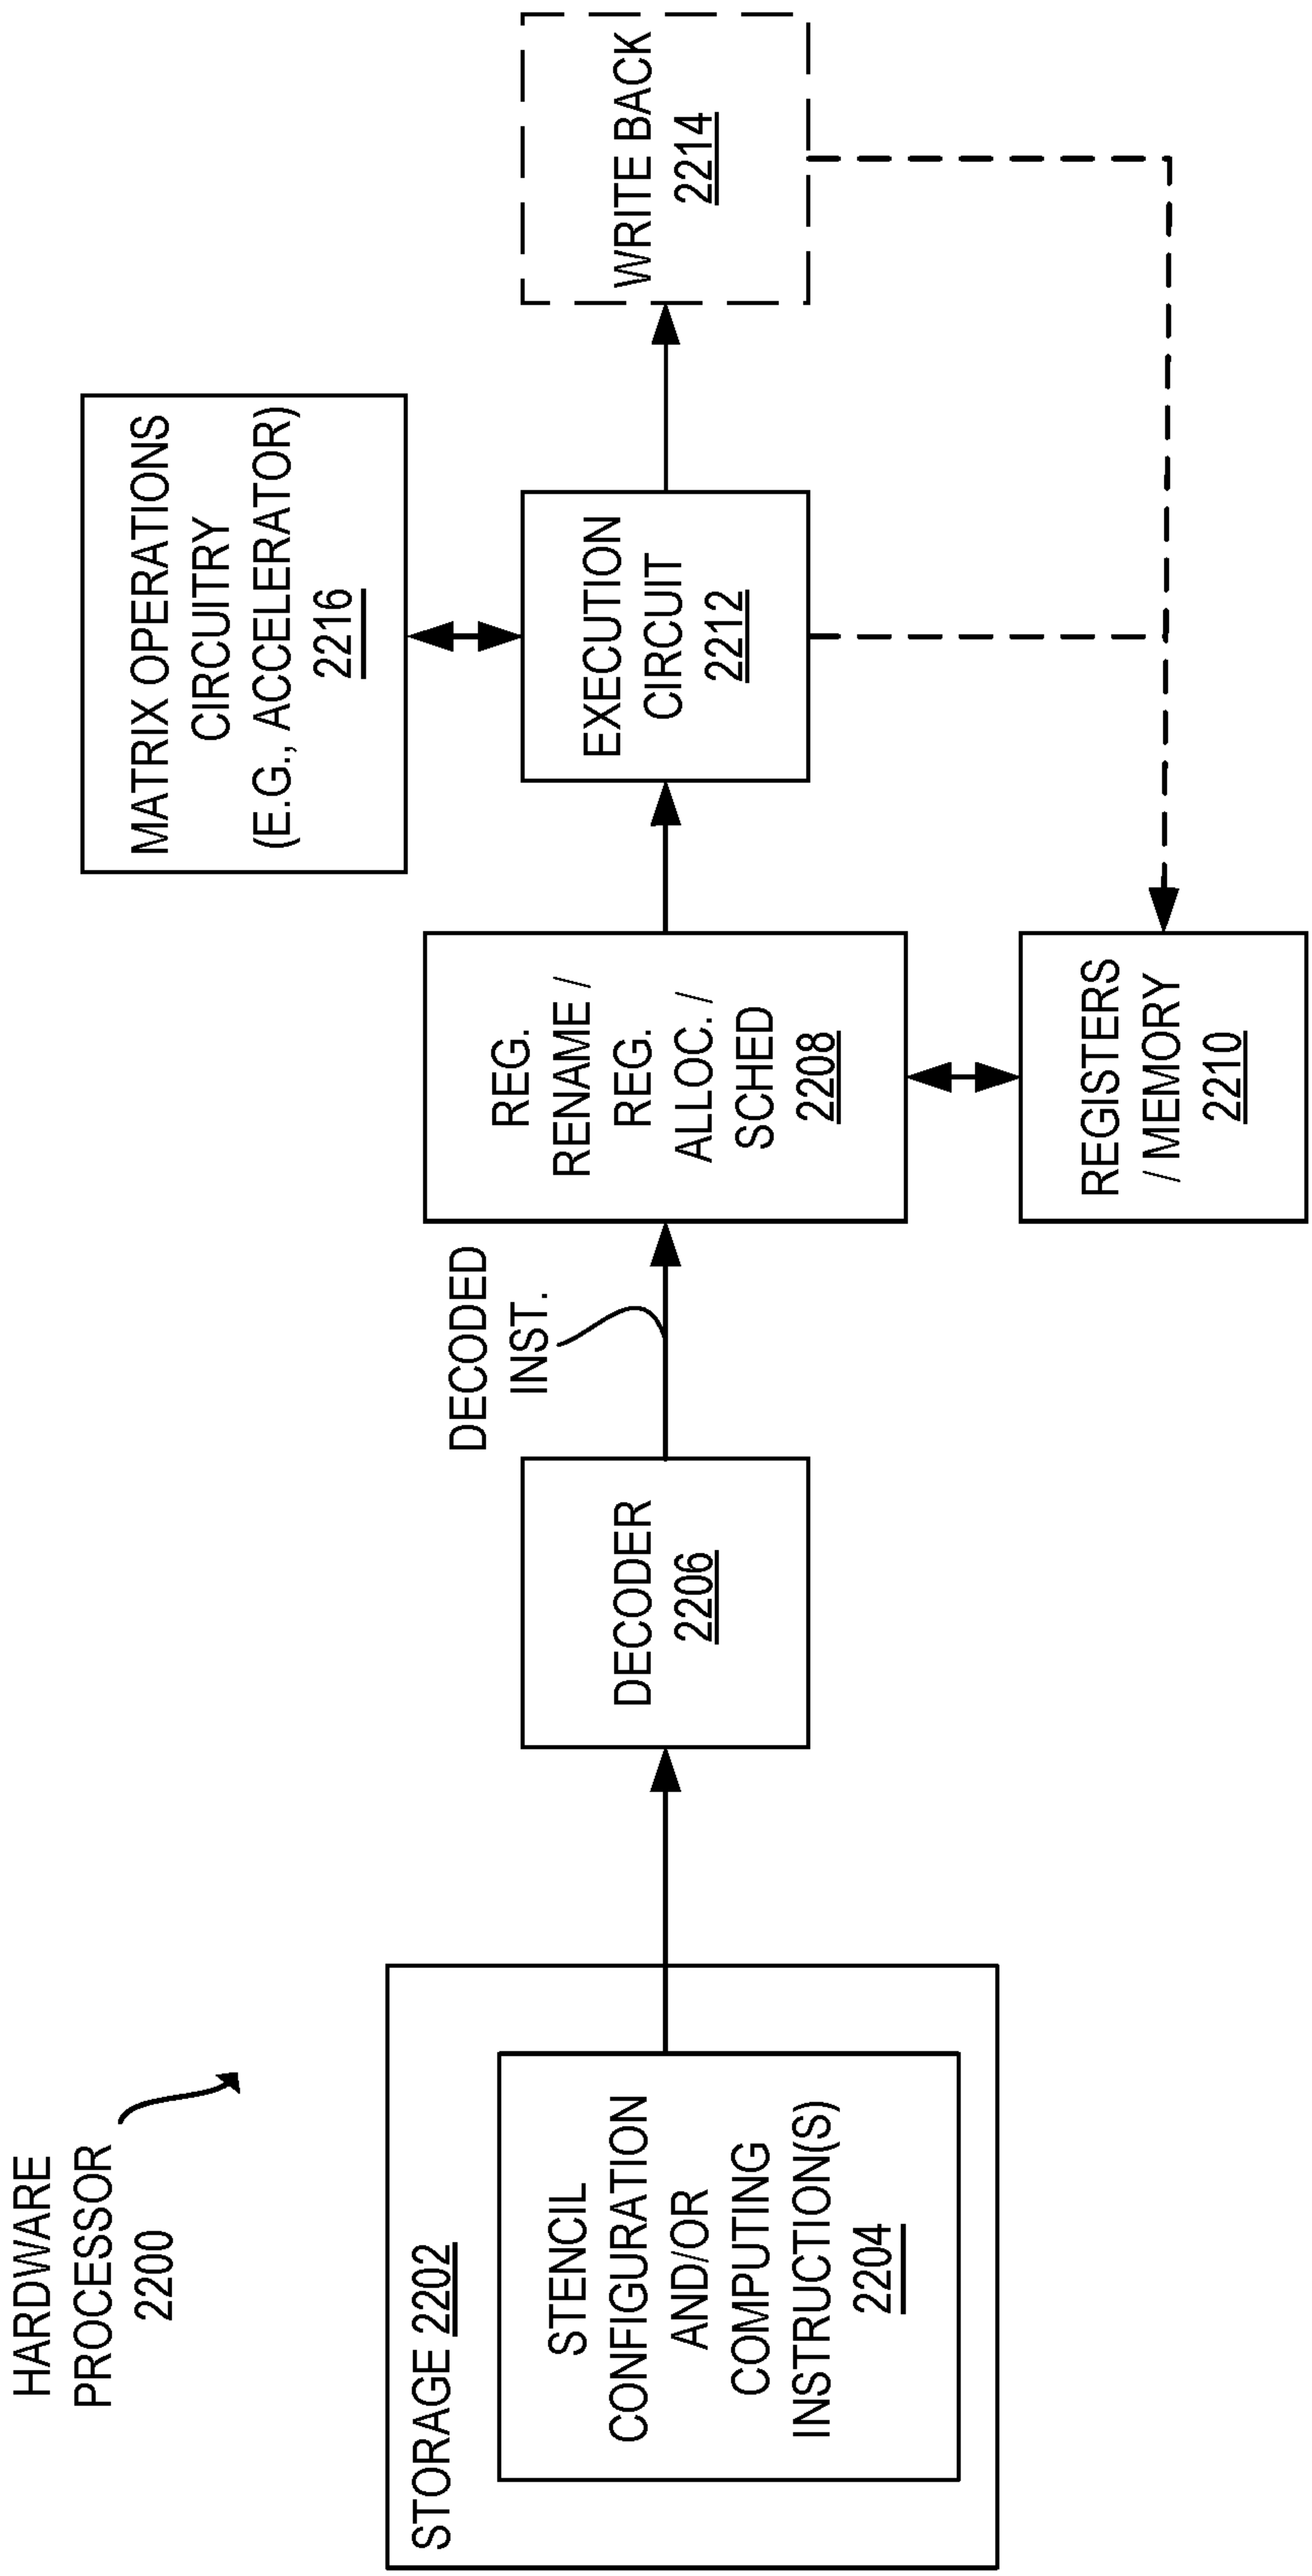 HARDWARE
PROCESSOR
2200
STORAGE 2202
STENCIL
CONFIGURATION
AND/OR
COMPUTING
INSTRUCTION(S)
2204
DECODER
2206
DECODED
INST.
REG.
RENAME /
REG.
ALLOC. /
SCHED
2208
REGISTERS
/ MEMORY
2210
MATRIX OPERATIONS
CIRCUITRY
(E.G., ACCELERATOR)
2216
EXECUTION
CIRCUIT
2212
WRITE BACK
2214